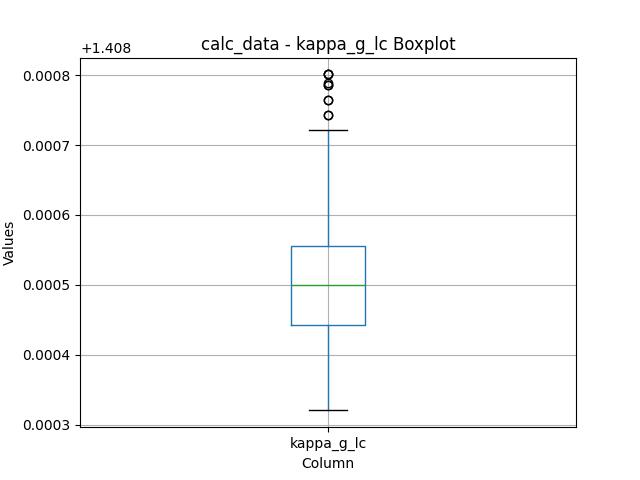 calc_data - kappa_g_lc Boxplot
+1.408
0.0008
0.0007
0.0006
0.0005
0.0004
0.0003
Values
kappa_g_lc
Column